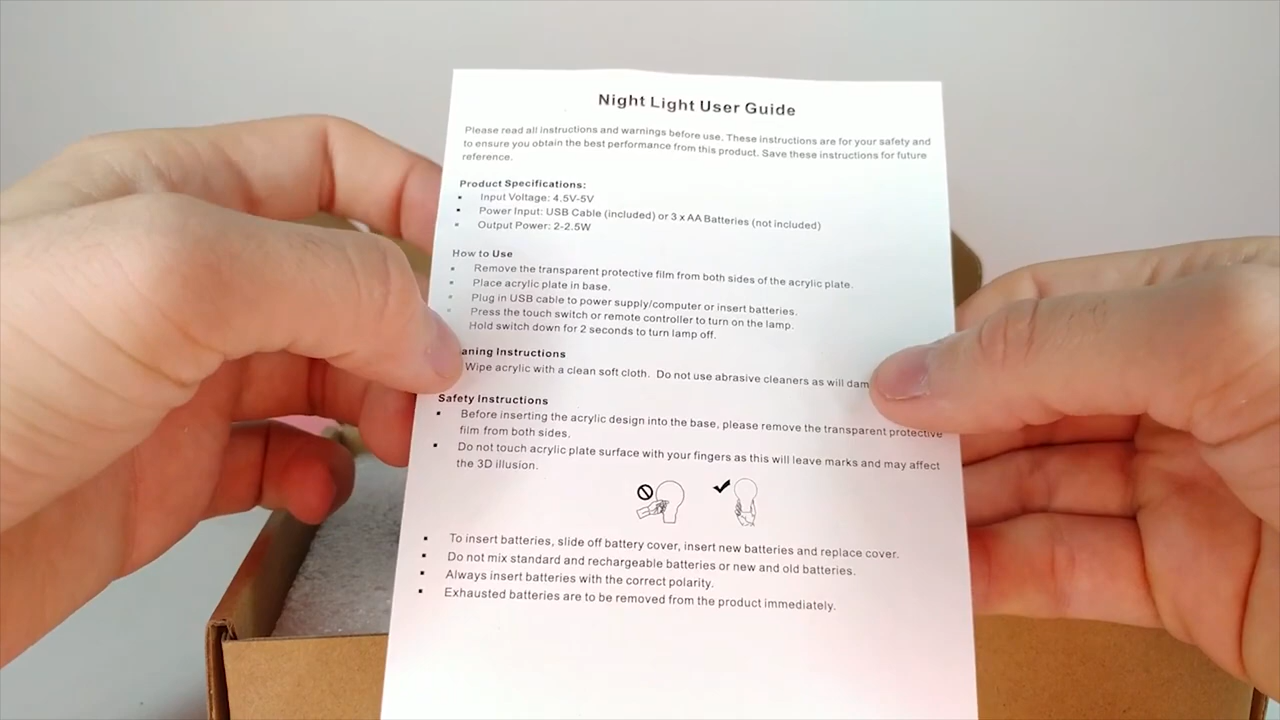 Night Light User Guide
Please read all instructions and warnings before use. These instructions are for your safety and
to ensure you obtain the best performance from this product. Save these instructions for future
reference.
Product Specifications:
▪ Input Voltage: 4.5V-5V
▪ Power Input: USB Cable (included) or 3 x AA Batteries (not included)
▪ Output Power: 2-2.5W
How to Use
▪ Remove the transparent protective film from both sides of the acrylic plate.
▪ Place acrylic plate in base.
▪ Plug in USB cable to power supply/computer or insert batteries.
▪ Press the touch switch or remote controller to turn on the lamp.
Hold switch down for 2 seconds to turn lamp off.
aning Instructions
Wipe acrylic with a clean soft cloth. Do not use abrasive cleaners as will dam
Safety Instructions
▪ Before inserting the acrylic design into the base, please remove the transparent protective
film from both sides.
▪ Do not touch acrylic plate surface with your fingers as this will leave marks and may affect
the 3D illusion.
▪ To insert batteries, slide off battery cover, insert new batteries and replace cover.
▪ Do not mix standard and rechargeable batteries or new and old batteries.
▪ Always insert batteries with the correct polarity.
▪ Exhausted batteries are to be removed from the product immediately.